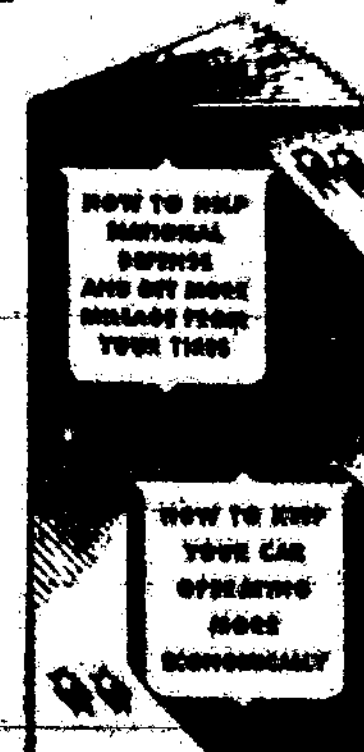 HOW TO HELP
NATIONAL
DEFENSE
AND GET MORE
MILEAGE FROM
YOUR TIRES
HOW TO KEEP
YOUR CAR
OPERATING
MORE
ECONOMICALLY